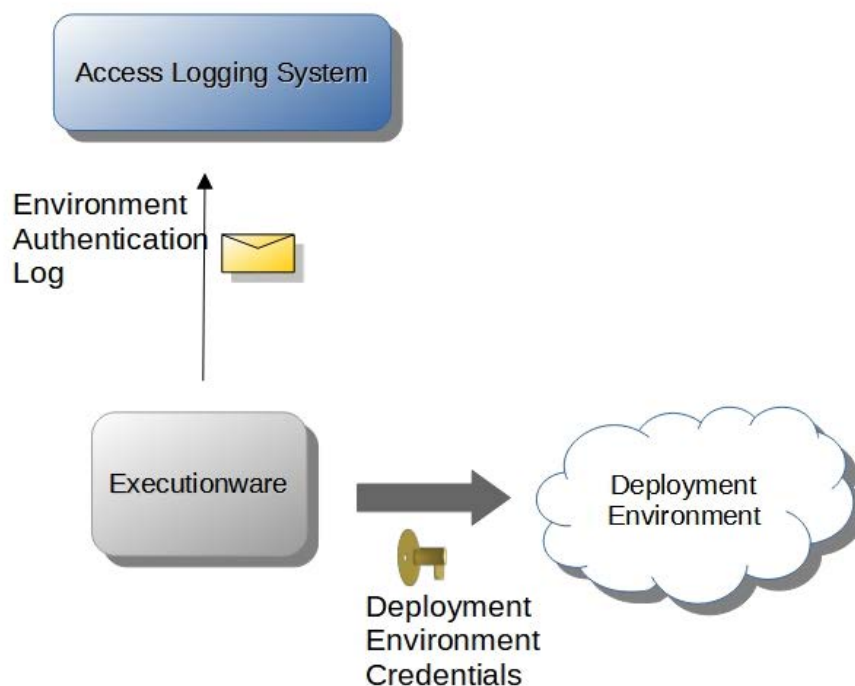 Access Logging System
Environment
Authentication
Log
Executionware
Deployment
Environment
Deployment
Environment
Credentials